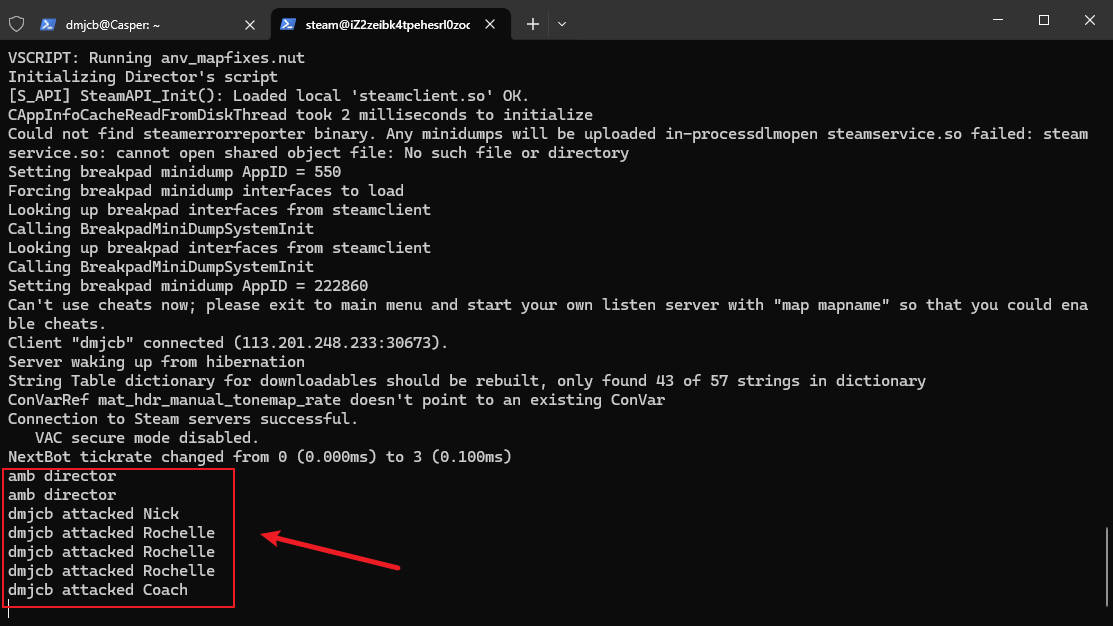 dmjcb@Casper: ~
steam@iZ2zeibk4tpehesrl0zoc
VSCRIPT: Running anv_mapfixes.nut
Initializing Director's script
[S_API] SteamAPI_Init(): Loaded local 'steamclient.so' OK.
CAppInfoCacheReadFromDiskThread took 2 milliseconds to initialize
Could not find steamerrorreporter binary. Any minidumps will be uploaded in-processdlmopen steamservice.so failed: steam
service.so: cannot open shared object file: No such file or directory
Setting breakpad minidump AppID = 550
Forcing breakpad minidump interfaces to load
Looking up breakpad interfaces from steamclient
Calling BreakpadMiniDumpSystemInit
Looking up breakpad interfaces from steamclient
Calling BreakpadMiniDumpSystemInit
Setting breakpad minidump AppID = 222860
Can't use cheats now; please exit to main menu and start your own listen server with "map mapname" so that you could ena
ble cheats.
Client "dmjcb" connected (113.201.248.233:30673).
Server waking up from hibernation
String Table dictionary for downloadables should be rebuilt, only found 43 of 57 strings in dictionary
ConVarRef mat_hdr_manual_tonemap_rate doesn't point to an existing ConVar
Connection to Steam servers successful.
VAC secure mode disabled.
NextBot tickrate changed from 0 (0.000ms) to 3 (0.100ms)
amb director
amb director
dmjcb attacked Nick
dmjcb attacked Rochelle
dmjcb attacked Rochelle
dmjcb attacked Rochelle
dmjcb attacked Coach